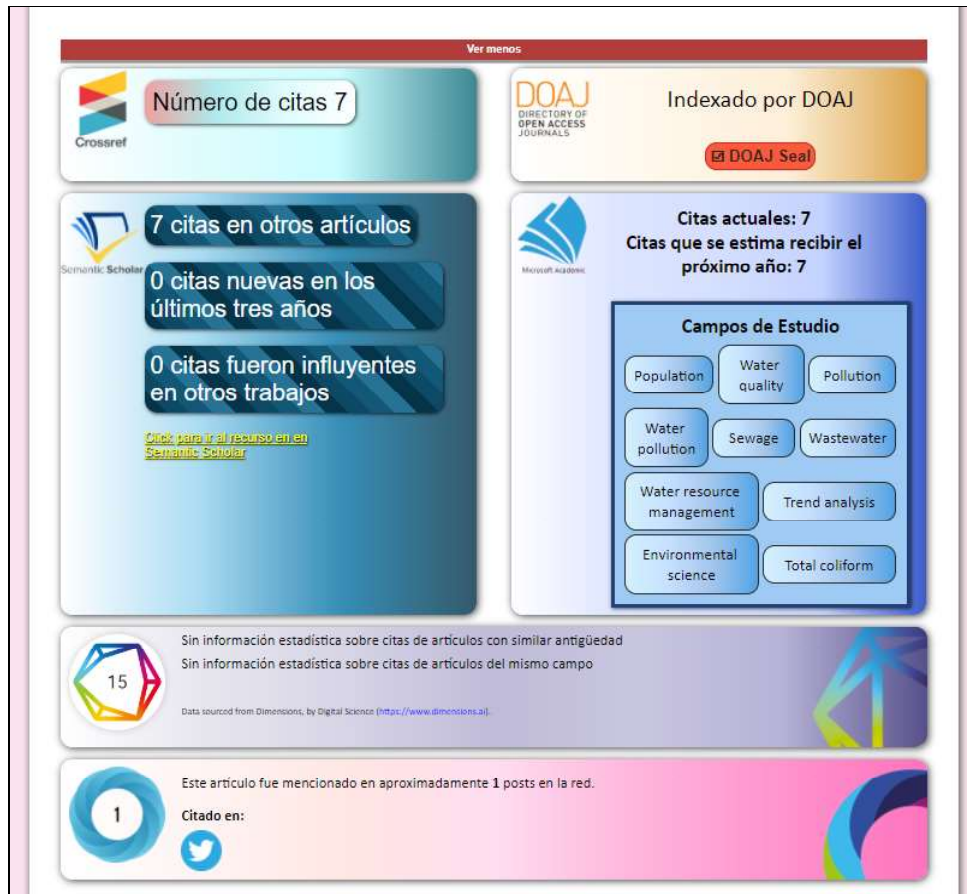 Ver menos
Crossref
Número de citas 7
DOAJ
DIRECTORY OF
OPEN ACCESS
JOURNALS
Indexado por DOAJ
☑ DOAJ Seal
Semantic Scholar
7 citas en otros artículos
0 citas nuevas en los
últimos tres años
0 citas fueron influyentes
en otros trabajos
Click para ir al recurso en en
Semantic Scholar
Microsoft Academic
Citas actuales: 7
Citas que se estima recibir el
próximo año: 7
Campos de Estudio
Population
Water
quality
Pollution
Water
pollution
Sewage
Wastewater
Water resource
management
Trend analysis
Environmental
science
Total coliform
15
Sin información estadística sobre citas de artículos con similar antigüedad
Sin información estadística sobre citas de artículos del mismo campo
Data sourced from Dimensions, by Digital Science (https://www.dimensions.ai).
1
Este artículo fue mencionado en aproximadamente 1 posts en la red.
Citado en: